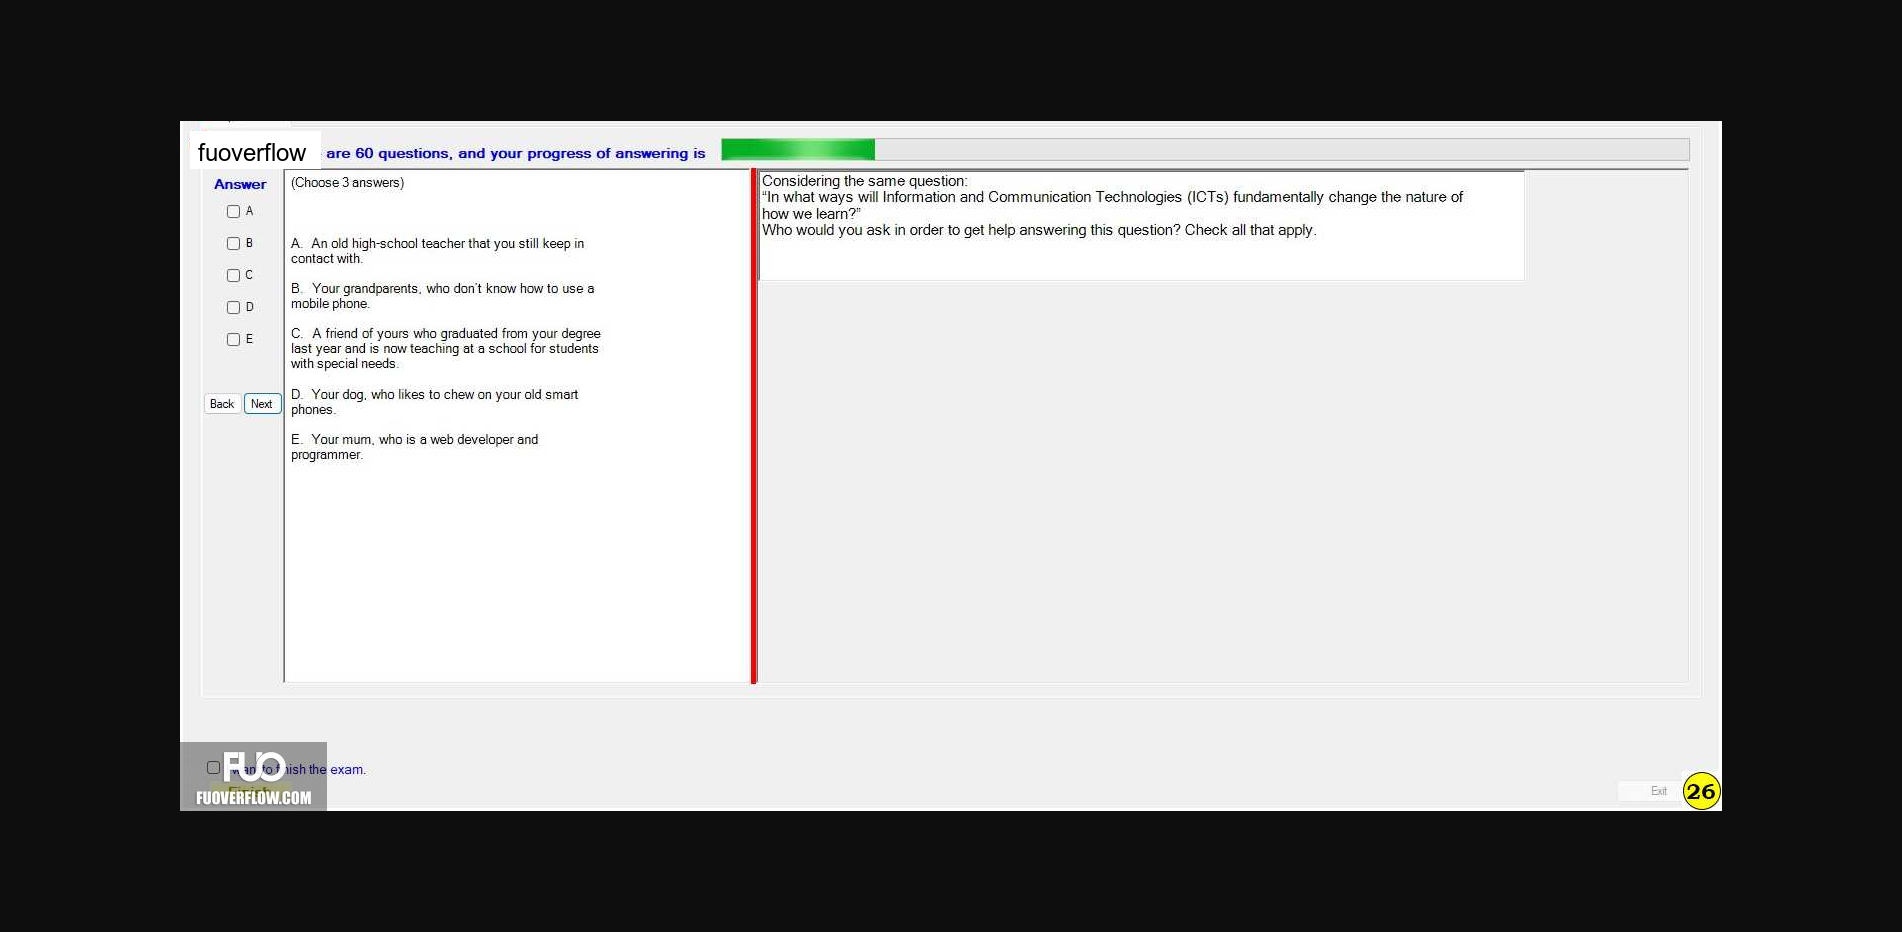 fuoverflow are 60 questions, and your progress of answering is
Answer
A
B
C
D
E
Back Next
(Choose 3 answers)
A. An old high-school teacher that you still keep in
contact with.
B. Your grandparents, who don't know how to use a
mobile phone.
C. A friend of yours who graduated from your degree
last year and is now teaching at a school for students
with special needs.
D. Your dog, who likes to chew on your old smart
phones.
E. Your mum, who is a web developer and
programmer.
Considering the same question:
“In what ways will Information and Communication Technologies (ICTs) fundamentally change the nature of
how we learn?”
Who would you ask in order to get help answering this question? Check all that apply.
FUO
the exam.
FUOVERFLOW.COM
Exit
26